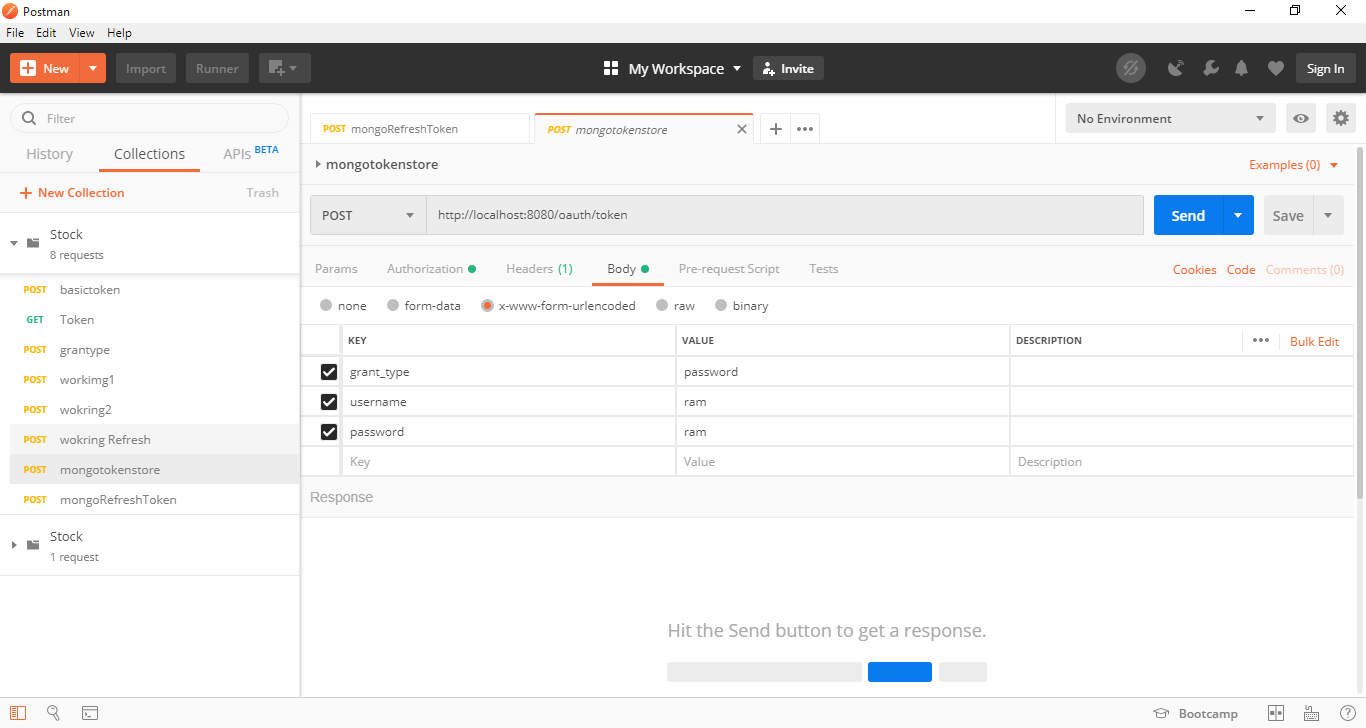 Postman
File Edit View Help
New Import Runner My Workspace Invite Sign In
Filter
History Collections APIs BETA
New Collection Trash
Stock
8 requests
POST basictoken
GET Token
POST grantype
POST workimg1
POST wokring2
POST wokring Refresh
POST mongotokenstore
POST mongoRefreshToken
Stock
1 request
POST mongoRefreshToken POST mongotokenstore No Environment
mongotokenstore Examples (0)
POST http://localhost:8080/oauth/token Send Save
Params Authorization Headers (1) Body Pre-request Script Tests Cookies Code Comments (0)
none form-data x-www-form-urlencoded raw binary
KEY VALUE DESCRIPTION Bulk Edit
grant_type password
username ram
password ram
Key Value Description
Response
Hit the Send button to get a response.
Bootcamp